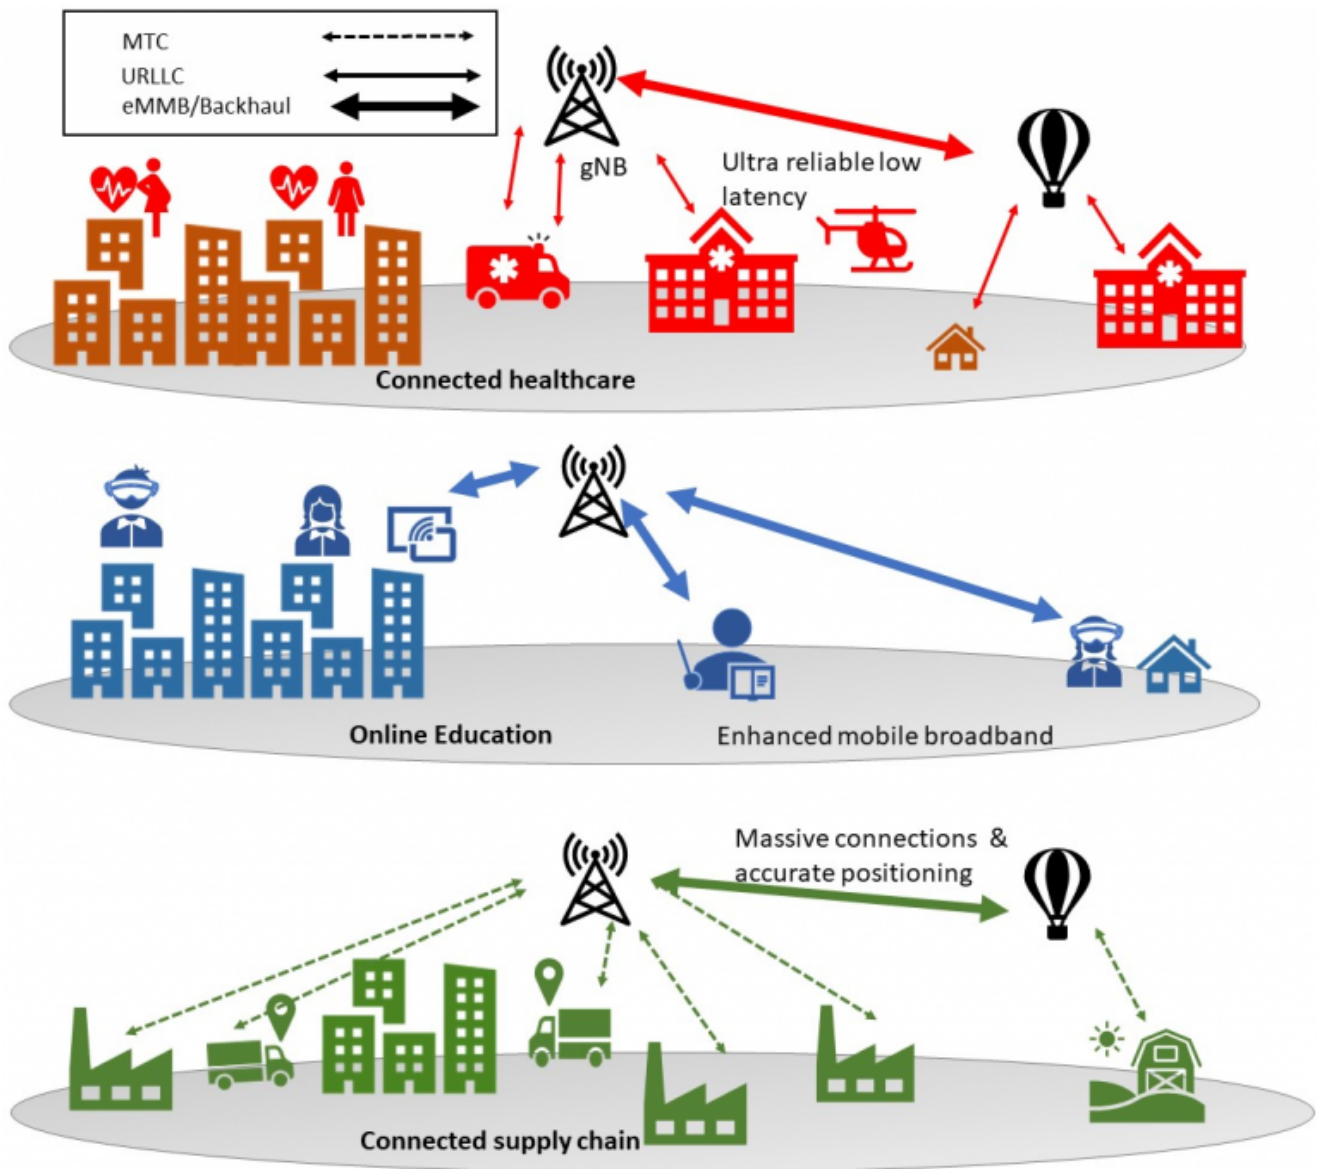 MTC
URLLC
eMMB/Backhaul
gNB
Ultra reliable low
latency
Connected healthcare
Online Education
Enhanced mobile broadband
Massive connections &
accurate positioning
Connected supply chain